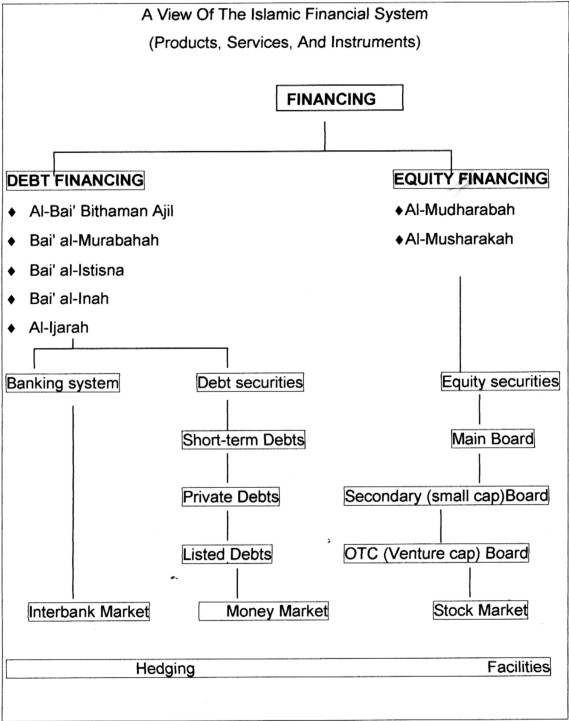 A View Of The Islamic Financial System
(Products, Services, And Instruments)
FINANCING
DEBT FINANCING
♦ Al-Bai' Bithaman Ajil
♦ Bai' al-Murabahah
♦ Bai' al-Istisna
♦ Bai' al-Inah
♦ Al-Ijarah
EQUITY FINANCING
♦Al-Mudharabah
♦Al-Musharakah
Banking system
Debt securities
Equity securities
Short-term Debts
Main Board
Private Debts
Secondary (small cap)Board
Listed Debts
OTC (Venture cap) Board
Interbank Market
Money Market
Stock Market
Hedging Facilities